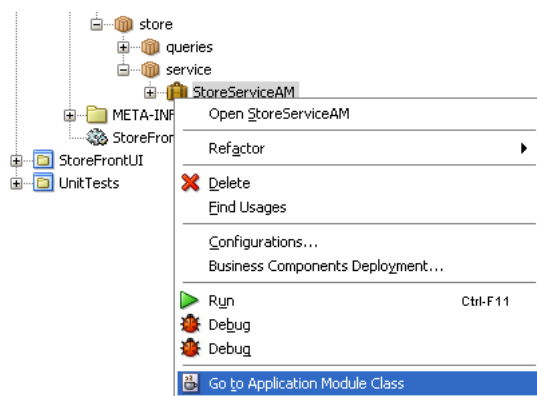 store
queries
service
StoreServiceAM
META-INF
Open StoreServiceAM
StoreFron
Refactor
StoreFrontUI
UnitTests
Delete
Find Usages
Configurations...
Business Components Deployment...
Run Ctrl-F11
Debug
Debug
Go to Application Module Class